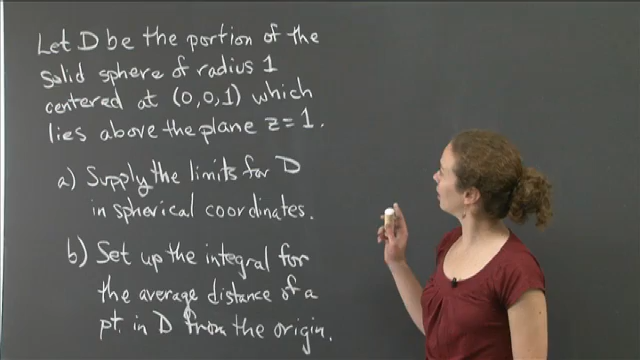 Let D be the portion of the
solid sphere of radius 1
centered at (0,0,1) which
lies above the plane z=1.
a) Supply the limits for D
in spherical coordinates.
b) Set up the integral for
the average distance of a
pt. in D from the origin.